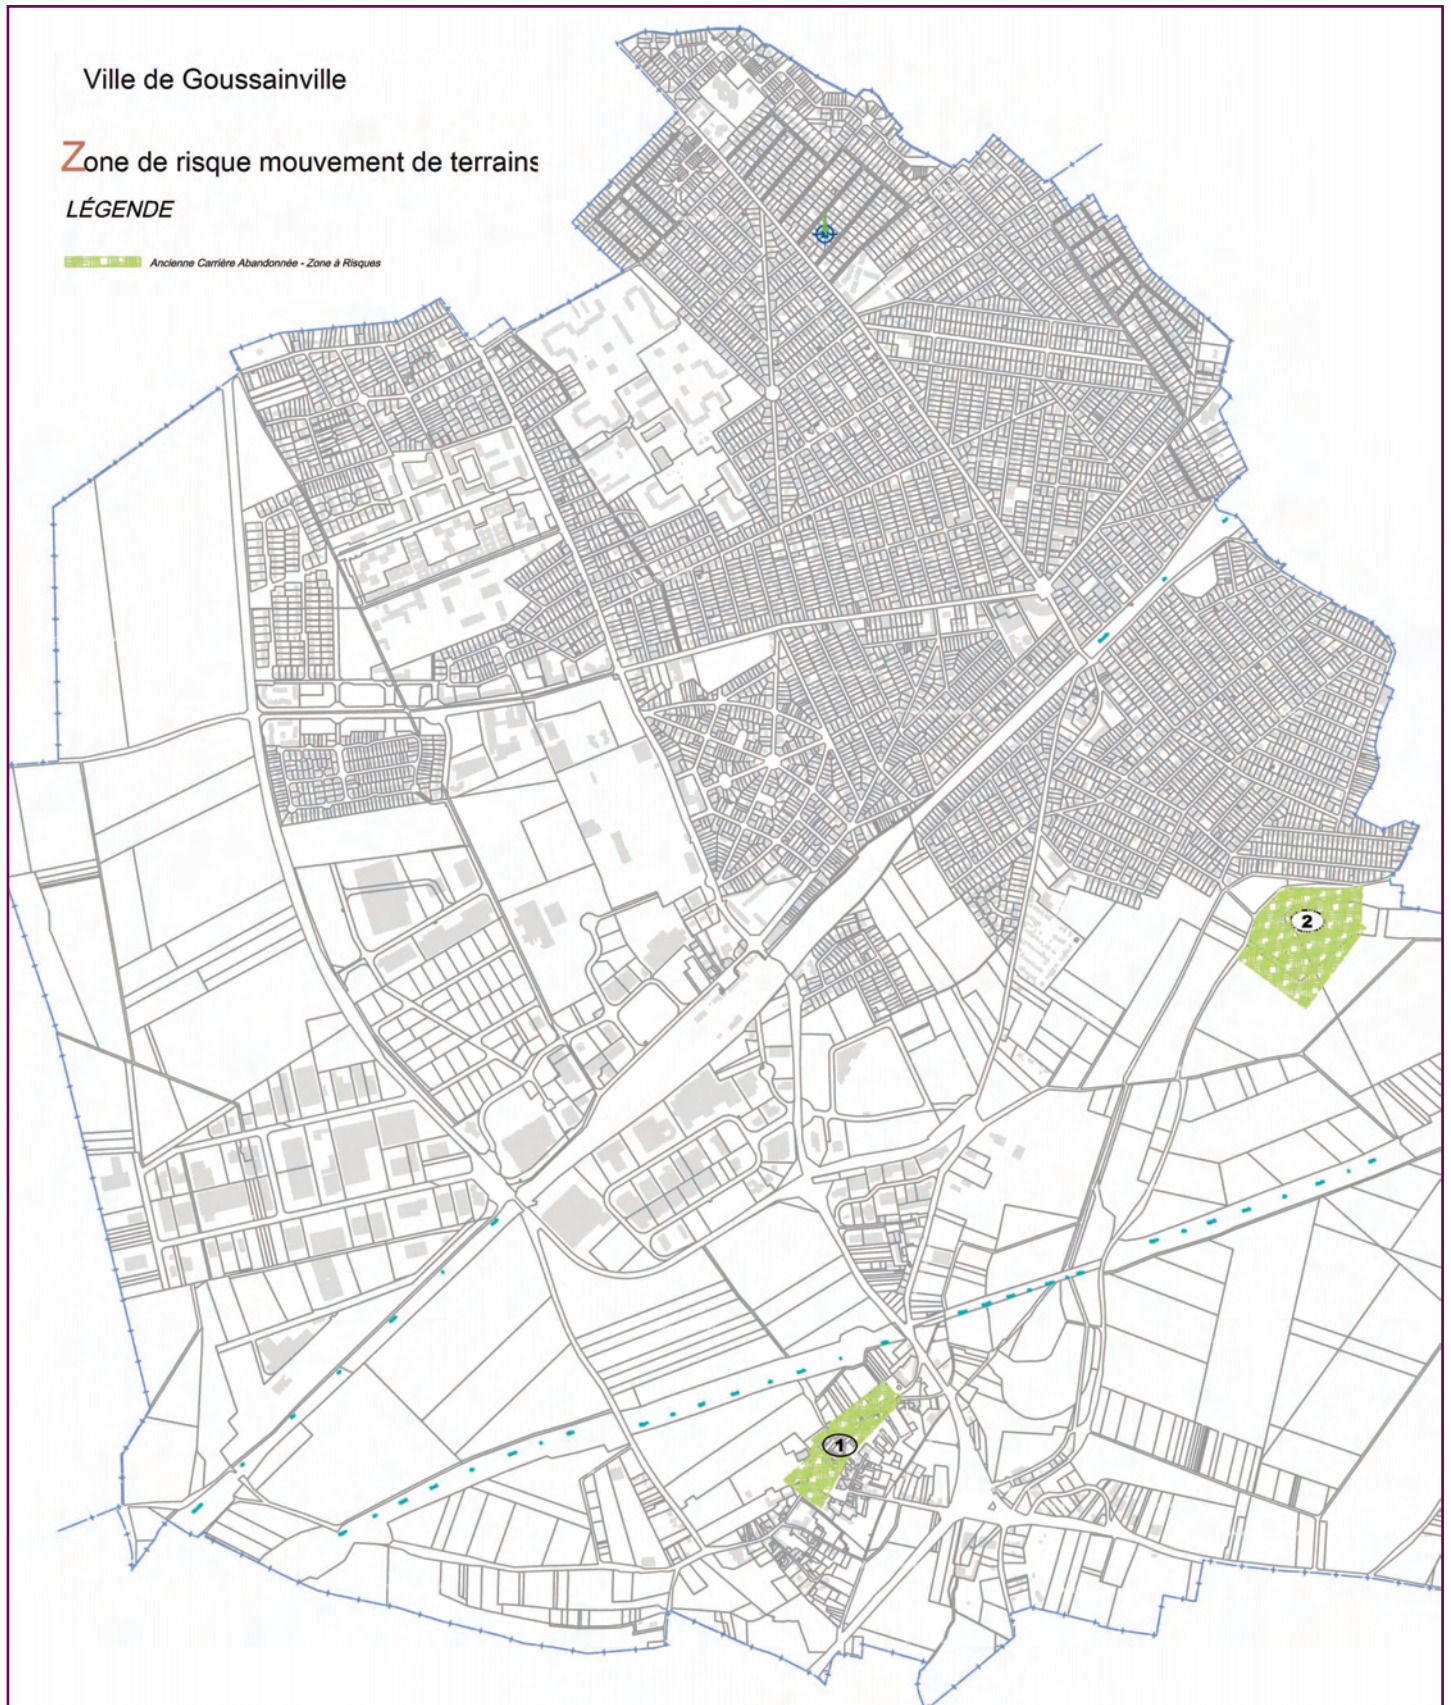 Ville de Goussainville
Zone de risque mouvement de terrains
LÉGENDE
Ancienne Carrière Abandonnée - Zone à Risques
2
1